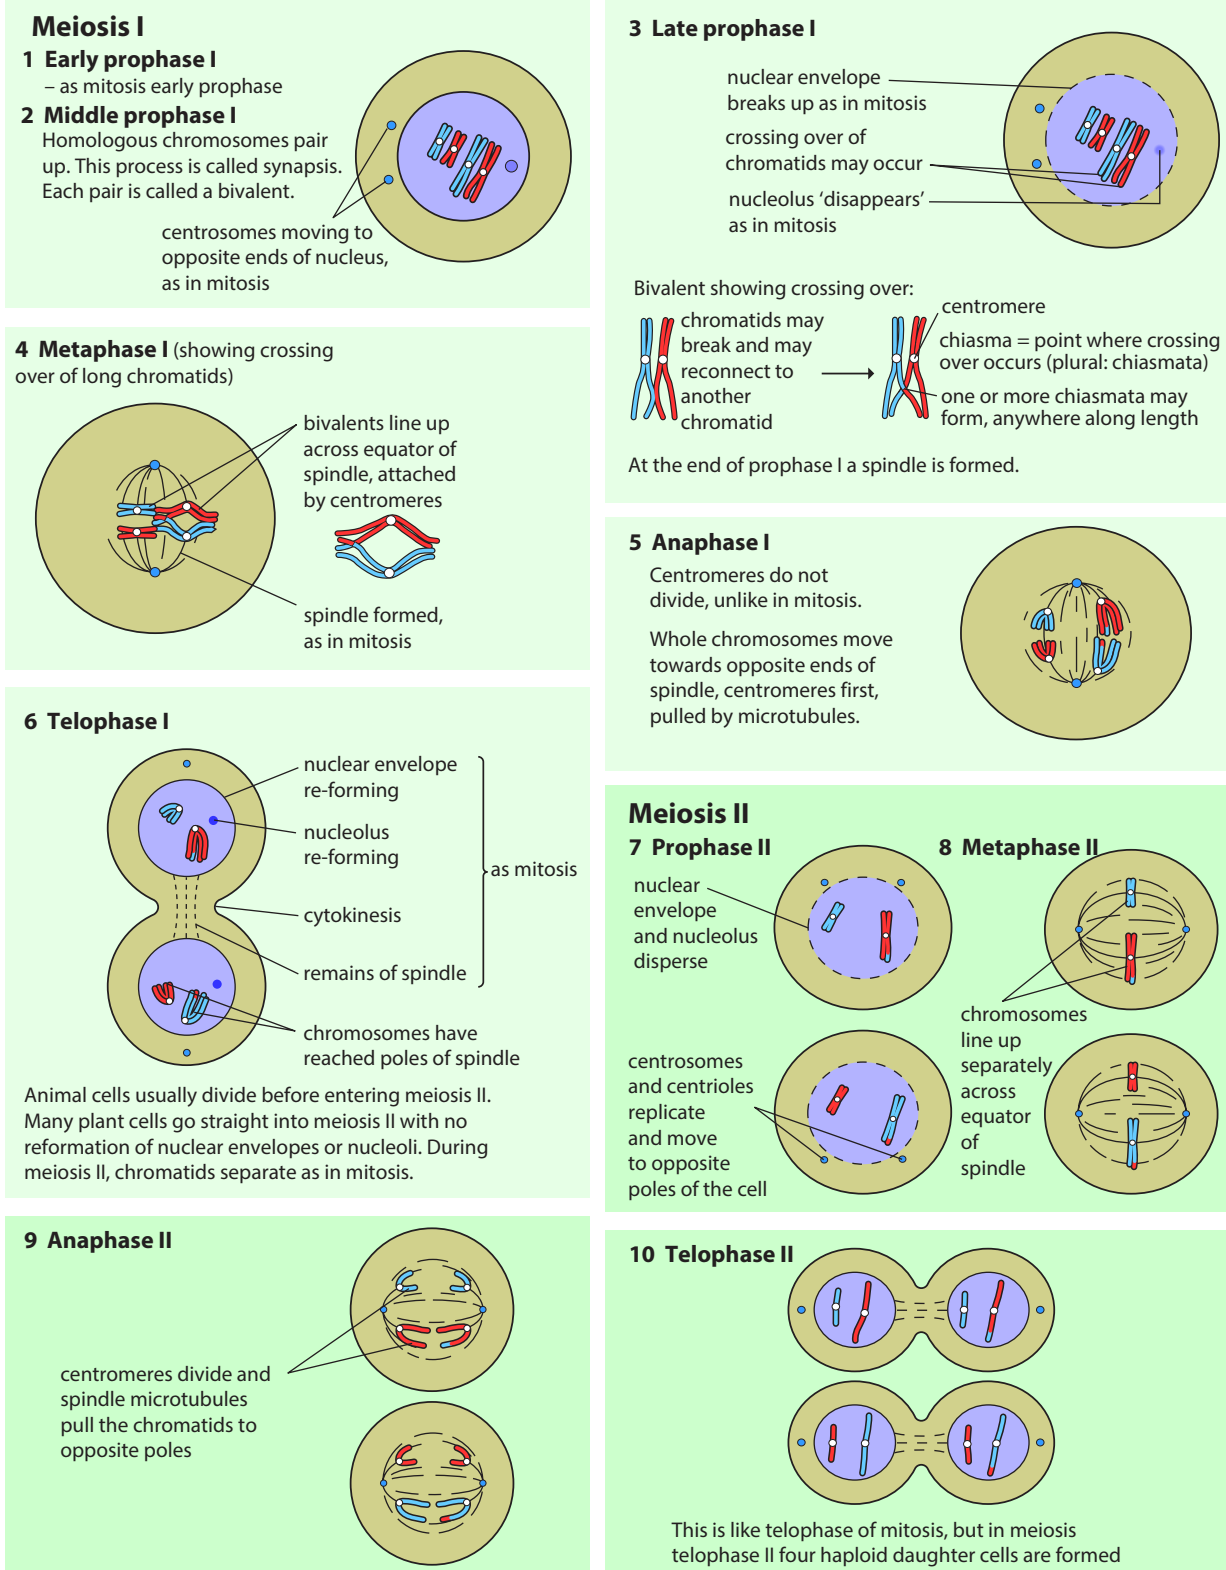 Meiosis I
1 Early prophase I
– as mitosis early prophase
2 Middle prophase I
Homologous chromosomes pair
up. This process is called synapsis.
Each pair is called a bivalent.
centrosomes moving to
opposite ends of nucleus,
as in mitosis
3 Late prophase I
nuclear envelope
breaks up as in mitosis
crossing over of
chromatids may occur
nucleolus ‘disappears’
as in mitosis
Bivalent showing crossing over:
chromatids may
break and may
reconnect to
another
chromatid
centromere
chiasma = point where crossing
over occurs (plural: chiasmata)
one or more chiasmata may
form, anywhere along length
At the end of prophase I a spindle is formed.
4 Metaphase I (showing crossing
over of long chromatids)
bivalents line up
across equator of
spindle, attached
by centromeres
spindle formed,
as in mitosis
5 Anaphase I
Centromeres do not
divide, unlike in mitosis.
Whole chromosomes move
towards opposite ends of
spindle, centromeres first,
pulled by microtubules.
6 Telophase I
nuclear envelope
re-forming
nucleolus
re-forming
as mitosis
cytokinesis
remains of spindle
chromosomes have
reached poles of spindle
Animal cells usually divide before entering meiosis II.
Many plant cells go straight into meiosis II with no
reformation of nuclear envelopes or nucleoli. During
meiosis II, chromatids separate as in mitosis.
Meiosis II
7 Prophase II
nuclear
envelope
and nucleolus
disperse
centrosomes
and centrioles
replicate
and move
to opposite
poles of the cell
8 Metaphase II
chromosomes
line up
separately
across
equator
of
spindle
9 Anaphase II
centromeres divide and
spindle microtubules
pull the chromatids to
opposite poles
10 Telophase II
This is like telophase of mitosis, but in meiosis
telophase II four haploid daughter cells are formed